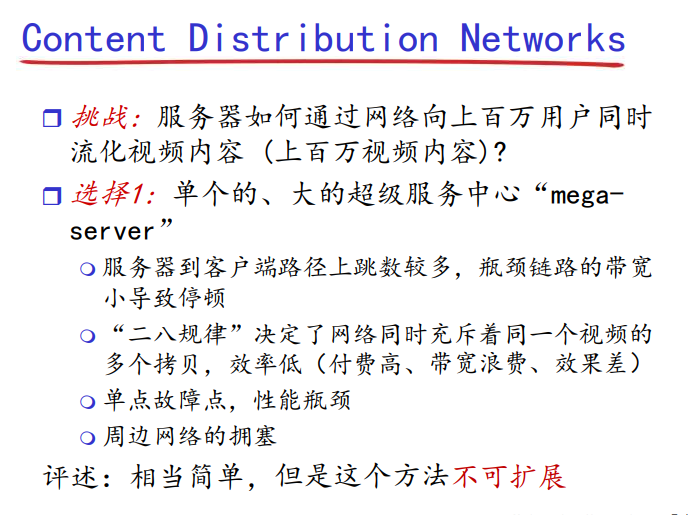 Content Distribution Networks
挑战：服务器如何通过网络向上百万用户同时
流化视频内容 (上百万视频内容)?
选择1：单个的、大的超级服务中心“mega-
server”
服务器到客户端路径上跳数较多，瓶颈链路的带宽
小导致停顿
“二八规律”决定了网络同时充斥着同一个视频的
多个拷贝，效率低（付费高、带宽浪费、效果差）
单点故障点，性能瓶颈
周边网络的拥塞
评述：相当简单，但是这个方法不可扩展